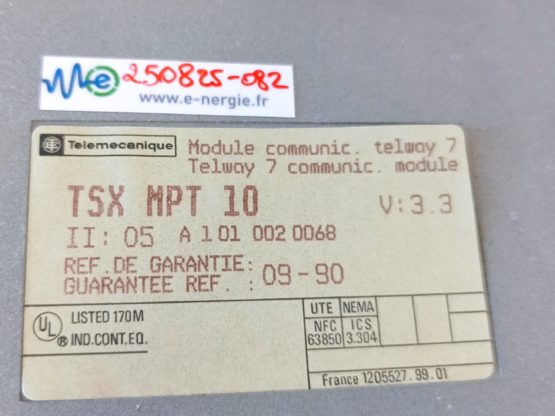 e 250825-082
www.e-nergie.fr
Telemecanique
Module communic. telway 7
Telway 7 communic. module
TSX MPT 10 V: 3.3
II: 05 A 1 01 002 0068
REF.DE GARANTIE:
GUARANTEE REF. : 09-90
UL LISTED 170M
® IND.CONT.EQ.
UTE NEMA
NFC ICS
63850 3.304
France 1205527.99.01